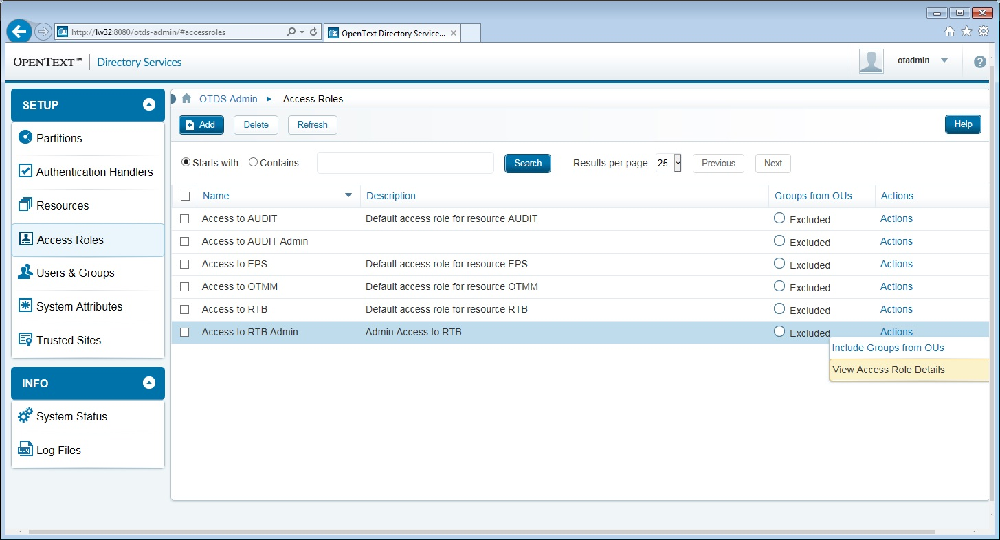 http://lw32:8080/otds-admin/#accessroles
OpenText Directory Service...
OPENTEXT™ Directory Services
otadmin
?
SETUP
Partitions
Authentication Handlers
Resources
Access Roles
Users & Groups
System Attributes
Trusted Sites
INFO
System Status
Log Files
Log
OTDS Admin Access Roles
Add Delete Refresh Help
Starts with Contains Search Results per page 25 Previous Next
Name Description Groups from OUs Actions
Access to AUDIT Default access role for resource AUDIT Excluded Actions
Access to AUDIT Admin Excluded Actions
Access to EPS Default access role for resource EPS Excluded Actions
Access to OTMM Default access role for resource OTMM Excluded Actions
Access to RTB Default access role for resource RTB Excluded Actions
Access to RTB Admin Admin Access to RTB Excluded Actions
Include Groups from OUs
View Access Role Details